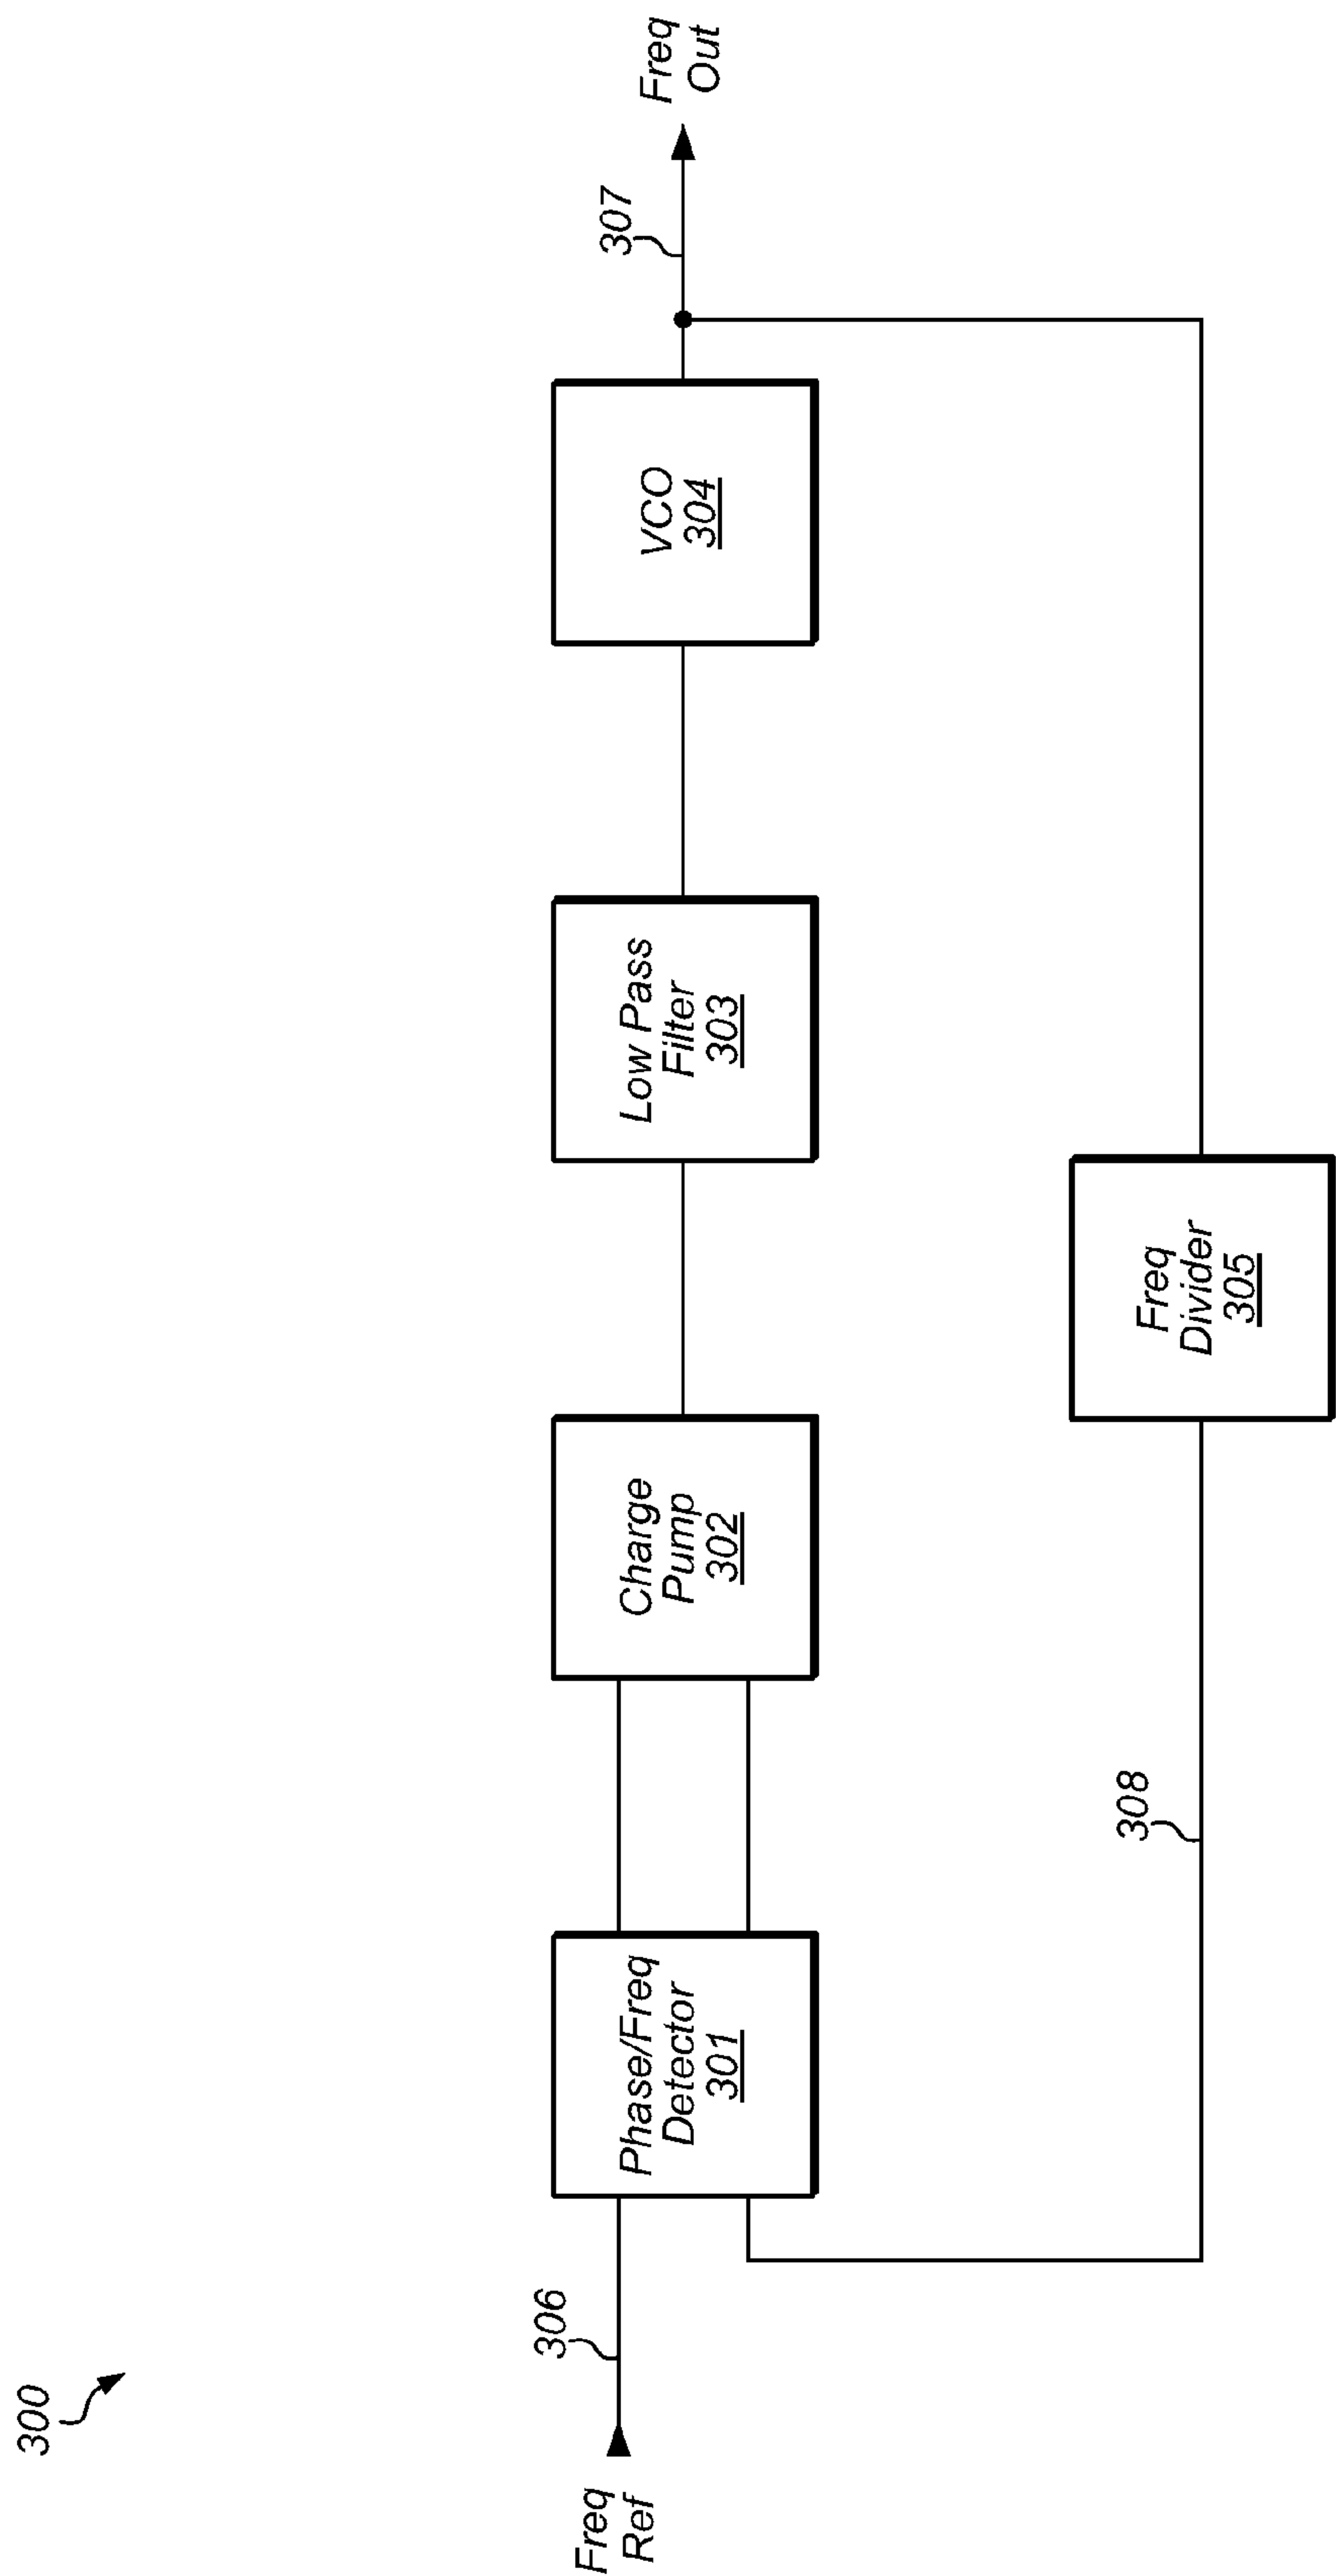 300
Freq
Ref
306
Phase/Freq
Detector
301
Charge
Pump
302
Low Pass
Filter
303
VCO
304
307
Freq
Out
308
Freq
Divider
305